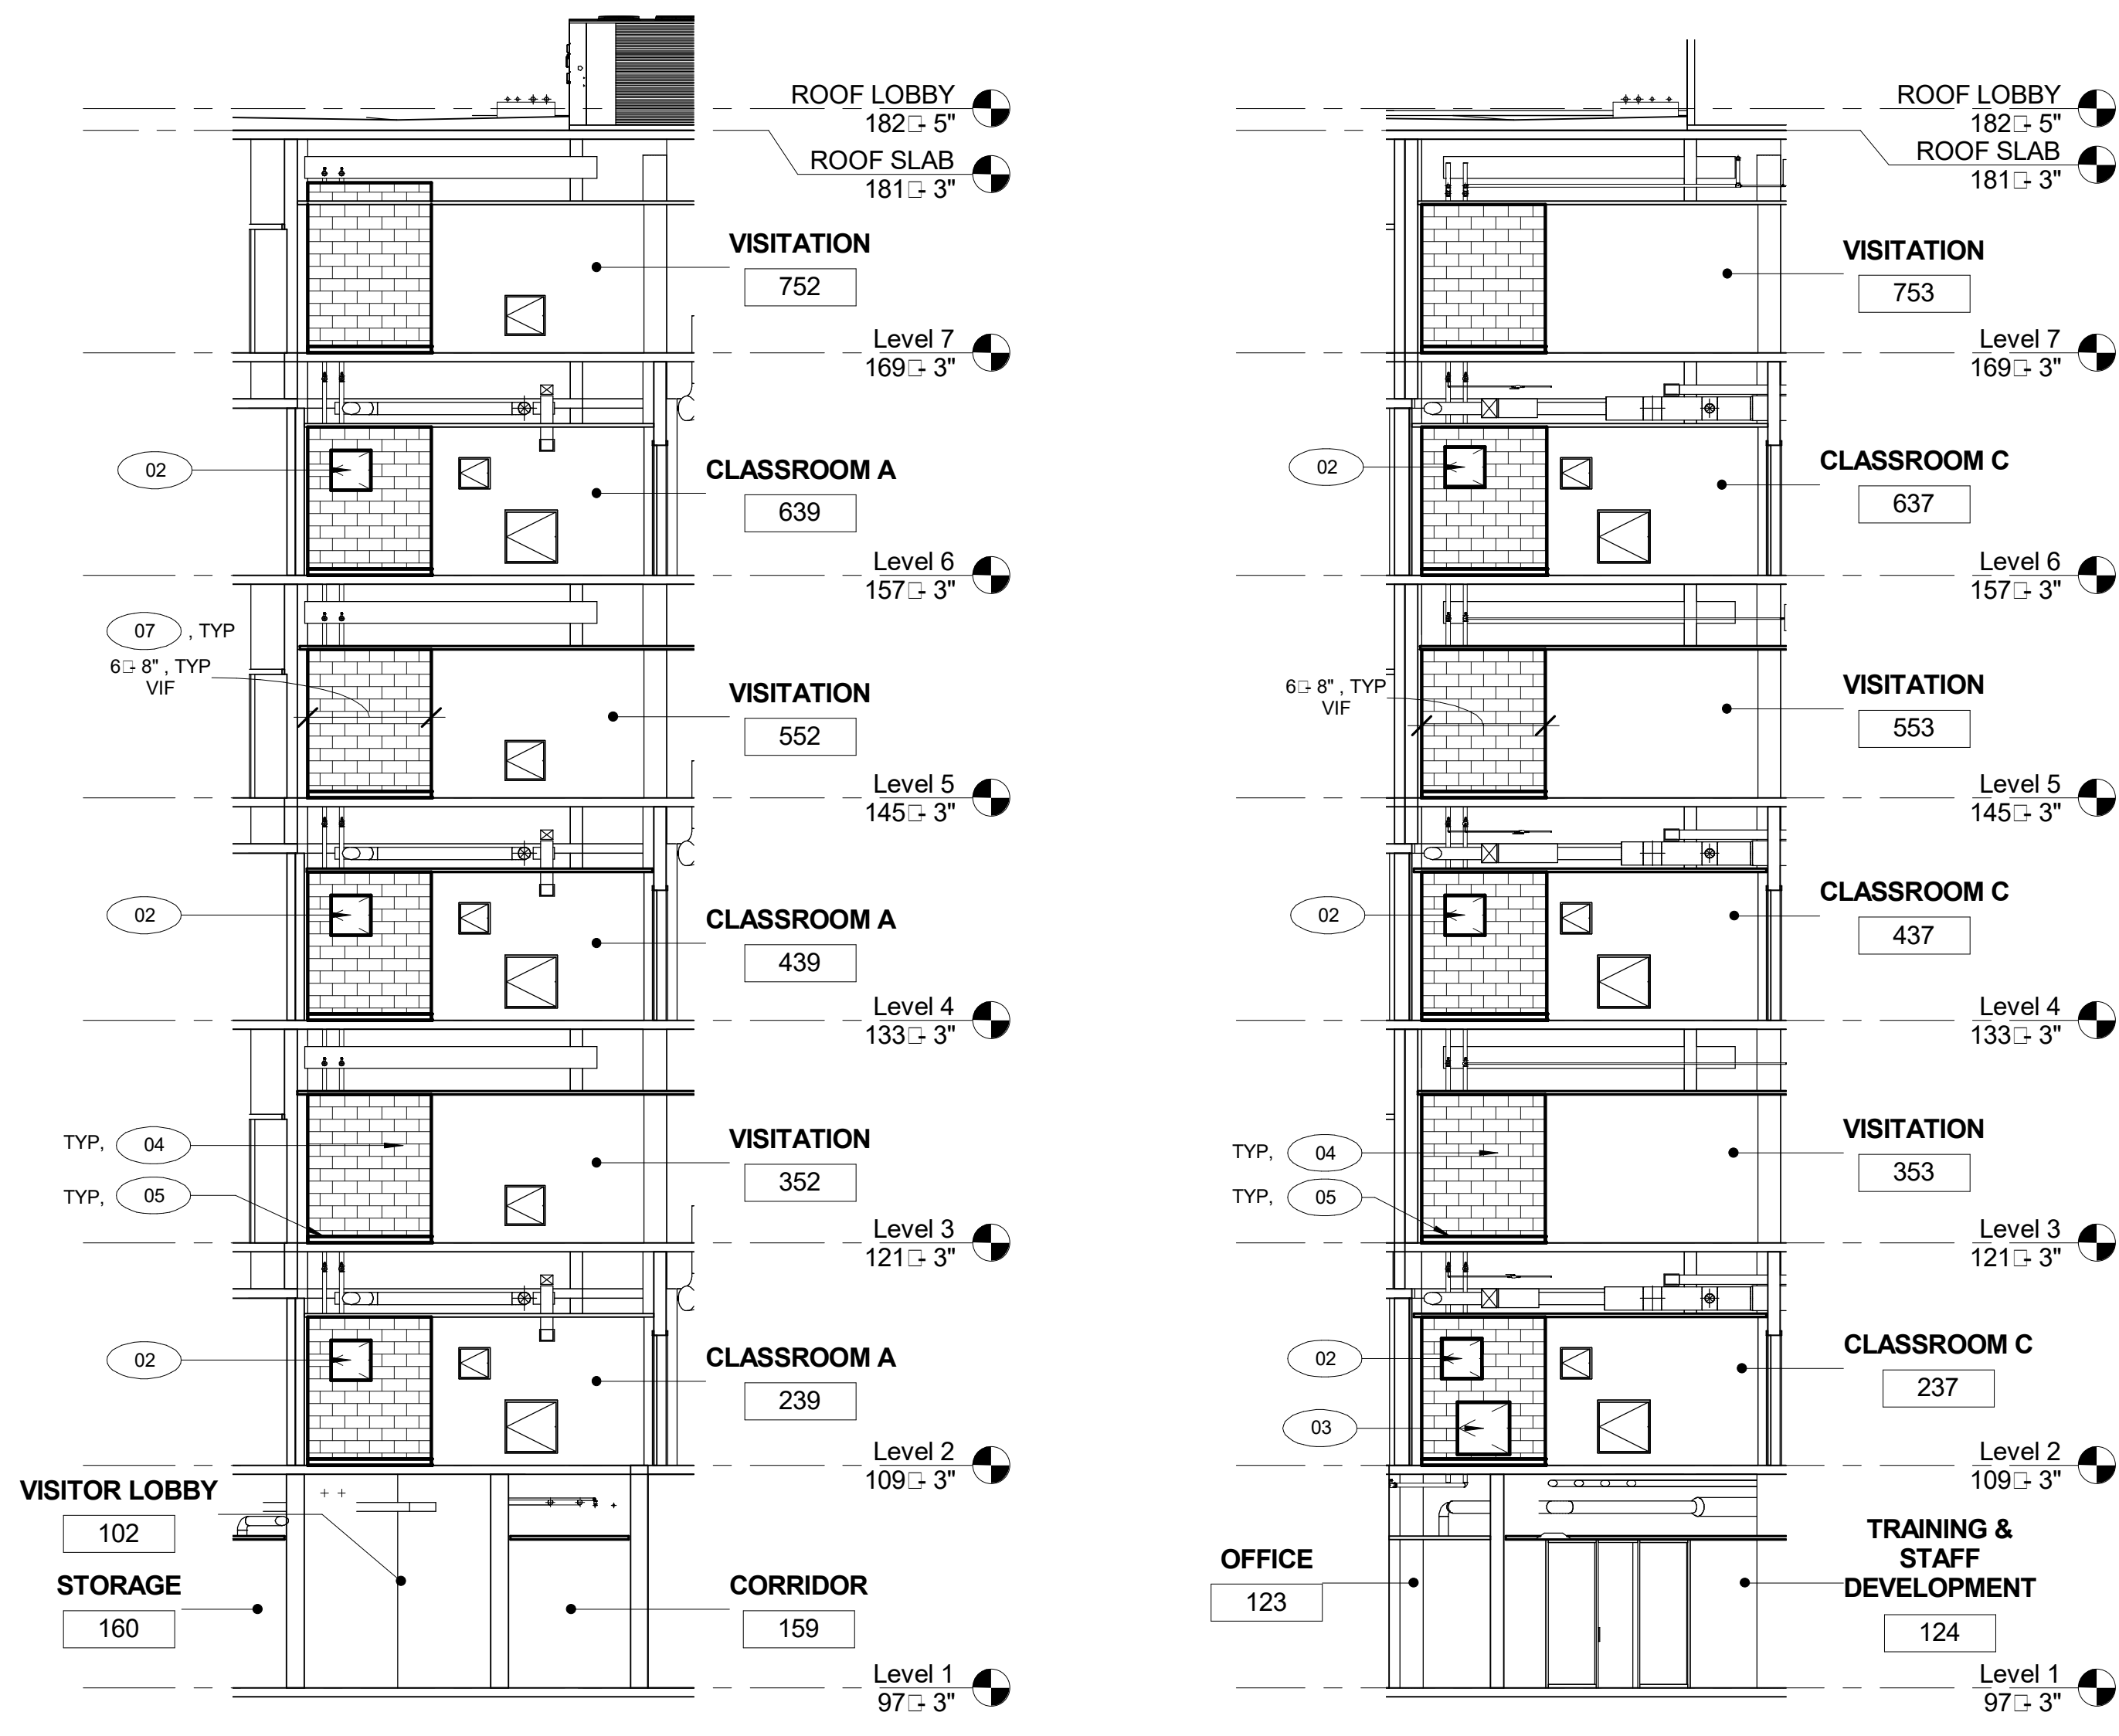 ROOF LOBBY
182□- 5"
ROOF SLAB
181□- 3"
VISITATION
752
Level 7
169□- 3"
02
CLASSROOM A
639
Level 6
157□- 3"
07 , TYP
6□- 8" , TYP
VIF
VISITATION
552
Level 5
145□- 3"
02
CLASSROOM A
439
Level 4
133□- 3"
TYP, 04
VISITATION
352
TYP, 05
Level 3
121□- 3"
02
CLASSROOM A
239
Level 2
109□- 3"
VISITOR LOBBY
102
STORAGE
160
CORRIDOR
159
Level 1
97□- 3"
ROOF LOBBY
182□- 5"
ROOF SLAB
181□- 3"
VISITATION
753
Level 7
169□- 3"
02
CLASSROOM C
637
Level 6
157□- 3"
6□- 8" , TYP
VIF
VISITATION
553
Level 5
145□- 3"
02
CLASSROOM C
437
Level 4
133□- 3"
TYP, 04
VISITATION
353
TYP, 05
Level 3
121□- 3"
02
CLASSROOM C
237
03
Level 2
109□- 3"
OFFICE
123
TRAINING &
STAFF
DEVELOPMENT
124
Level 1
97□- 3"